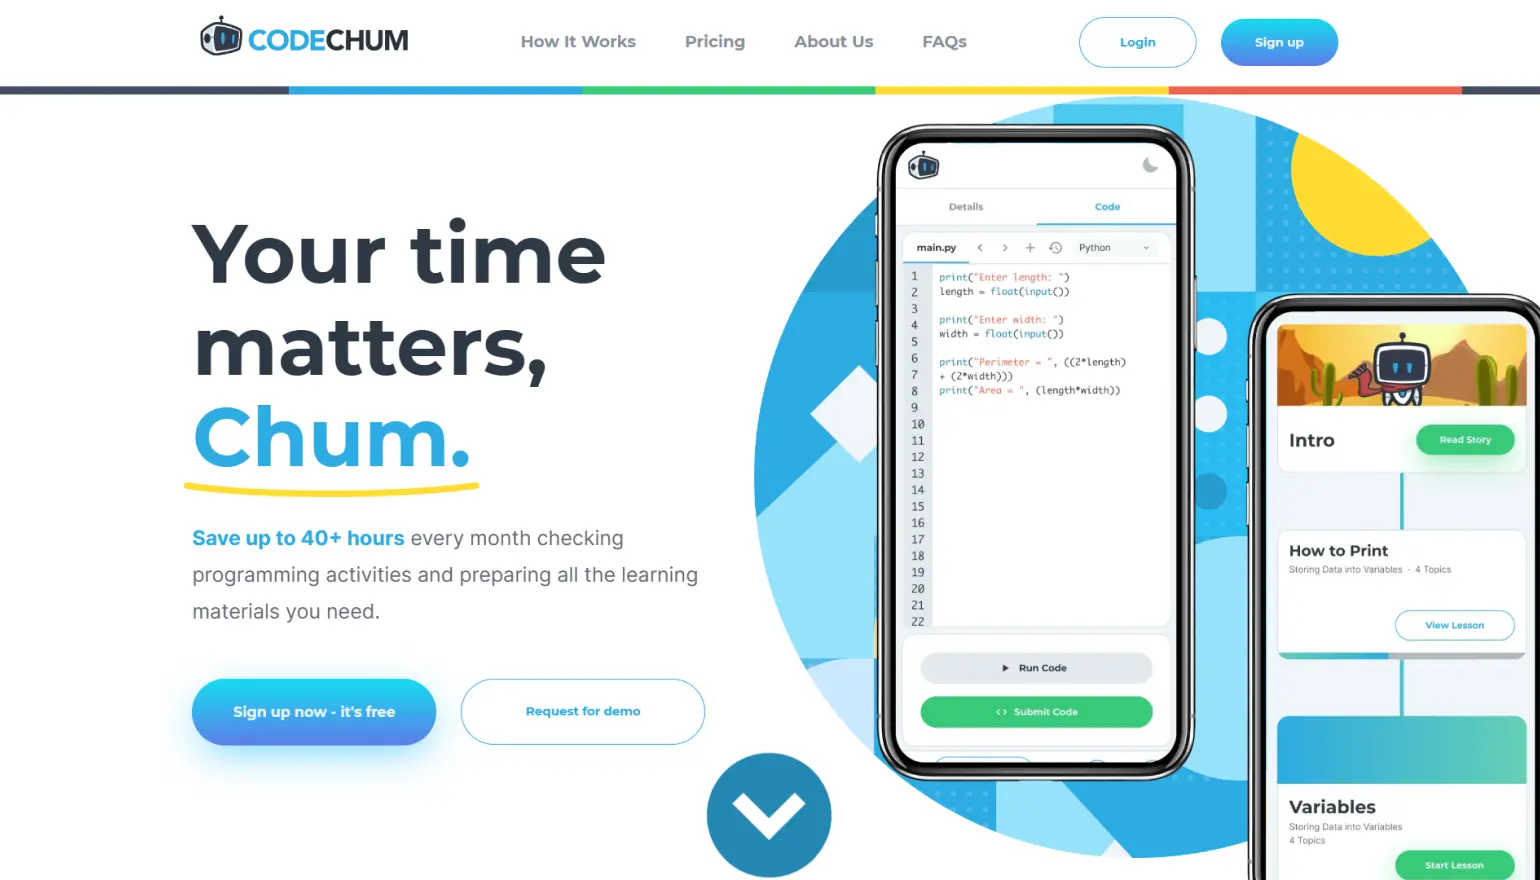 CODECHUM
How It Works
Pricing
About Us
FAQs
Login
Sign up
Your time
matters,
Chum.
Save up to 40+ hours every month checking
programming activities and preparing all the learning
materials you need.
Sign up now - it's free
Request for demo
Details
Code
main.py
Python
1
2
3
4
5
6
7
8
9
10
11
12
13
14
15
16
17
18
19
20
21
22
print("Enter length: ")
length = float(input())
print("Enter width: ")
width = float(input())
print("Perimeter = ", ((2*length)
+ (2*width)))
print("Area = ", (length*width))
Run Code
<> Submit Code
Intro
Read Story
How to Print
Storing Data into Variables · 4 Topics
View Lesson
Variables
Storing Data into Variables
4 Topics
Start Lesson